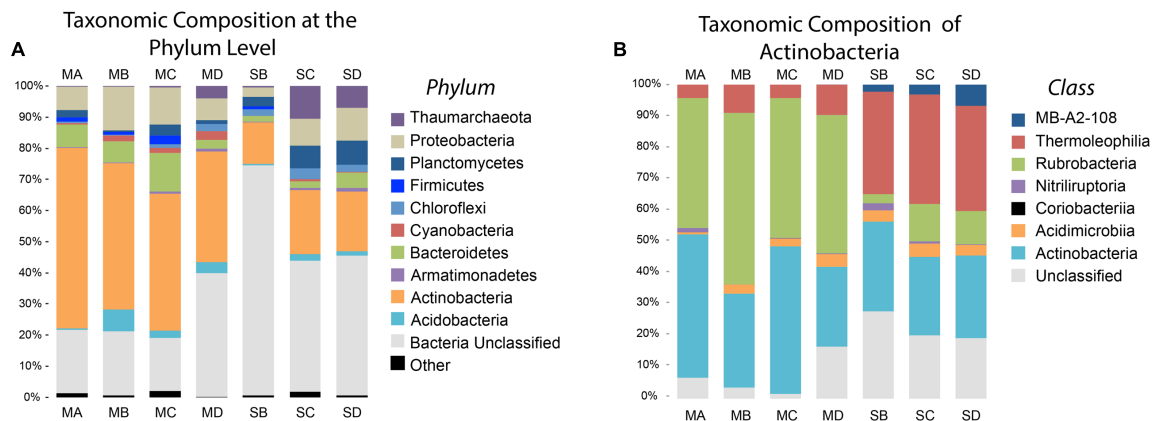 Taxonomic Composition at the
Phylum Level
A
MA MB MC MD SB SC SD
100%
90%
80%
70%
60%
50%
40%
30%
20%
10%
0%
MA MB MC MD SB SC SD
Phylum
Thaumarchaeota
Proteobacteria
Planctomycetes
Firmicutes
Chloroflexi
Cyanobacteria
Bacteroidetes
Armatimonadetes
Actinobacteria
Acidobacteria
Bacteria Unclassified
Other
Taxonomic Composition of
Actinobacteria
B
MA MB MC MD SB SC SD
100%
90%
80%
70%
60%
50%
40%
30%
20%
10%
0%
MA MB MC MD SB SC SD
Class
MB-A2-108
Thermoleophilia
Rubrobacteria
Nitriliruptoria
Coriobacteriia
Acidimicrobiia
Actinobacteria
Unclassified